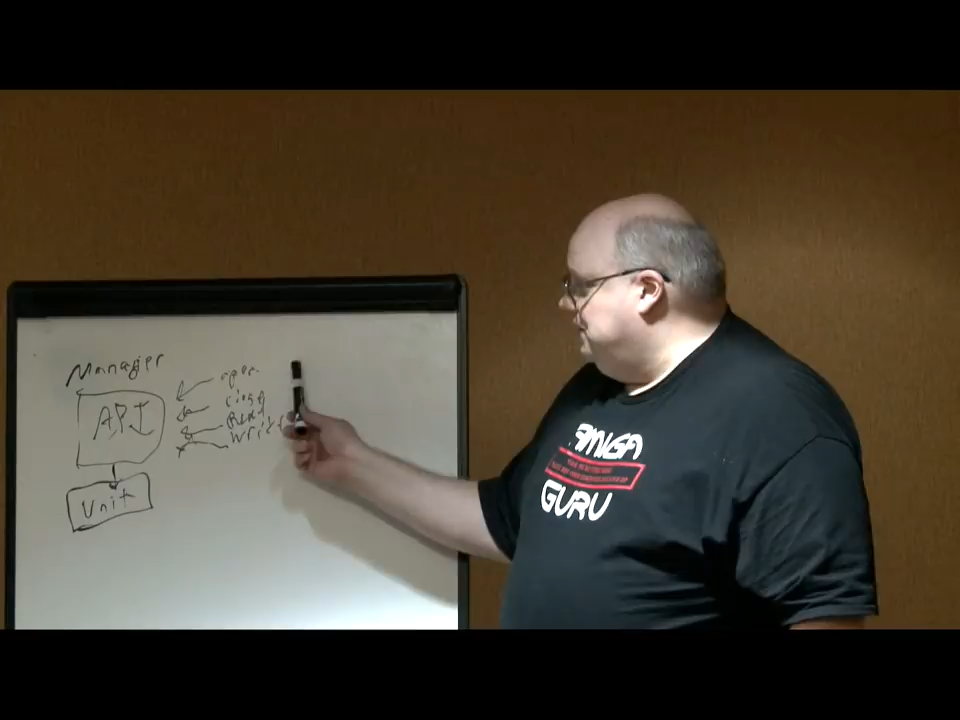 Manager
API
open
close
Read
Write
Unit
AMIGA
GURU